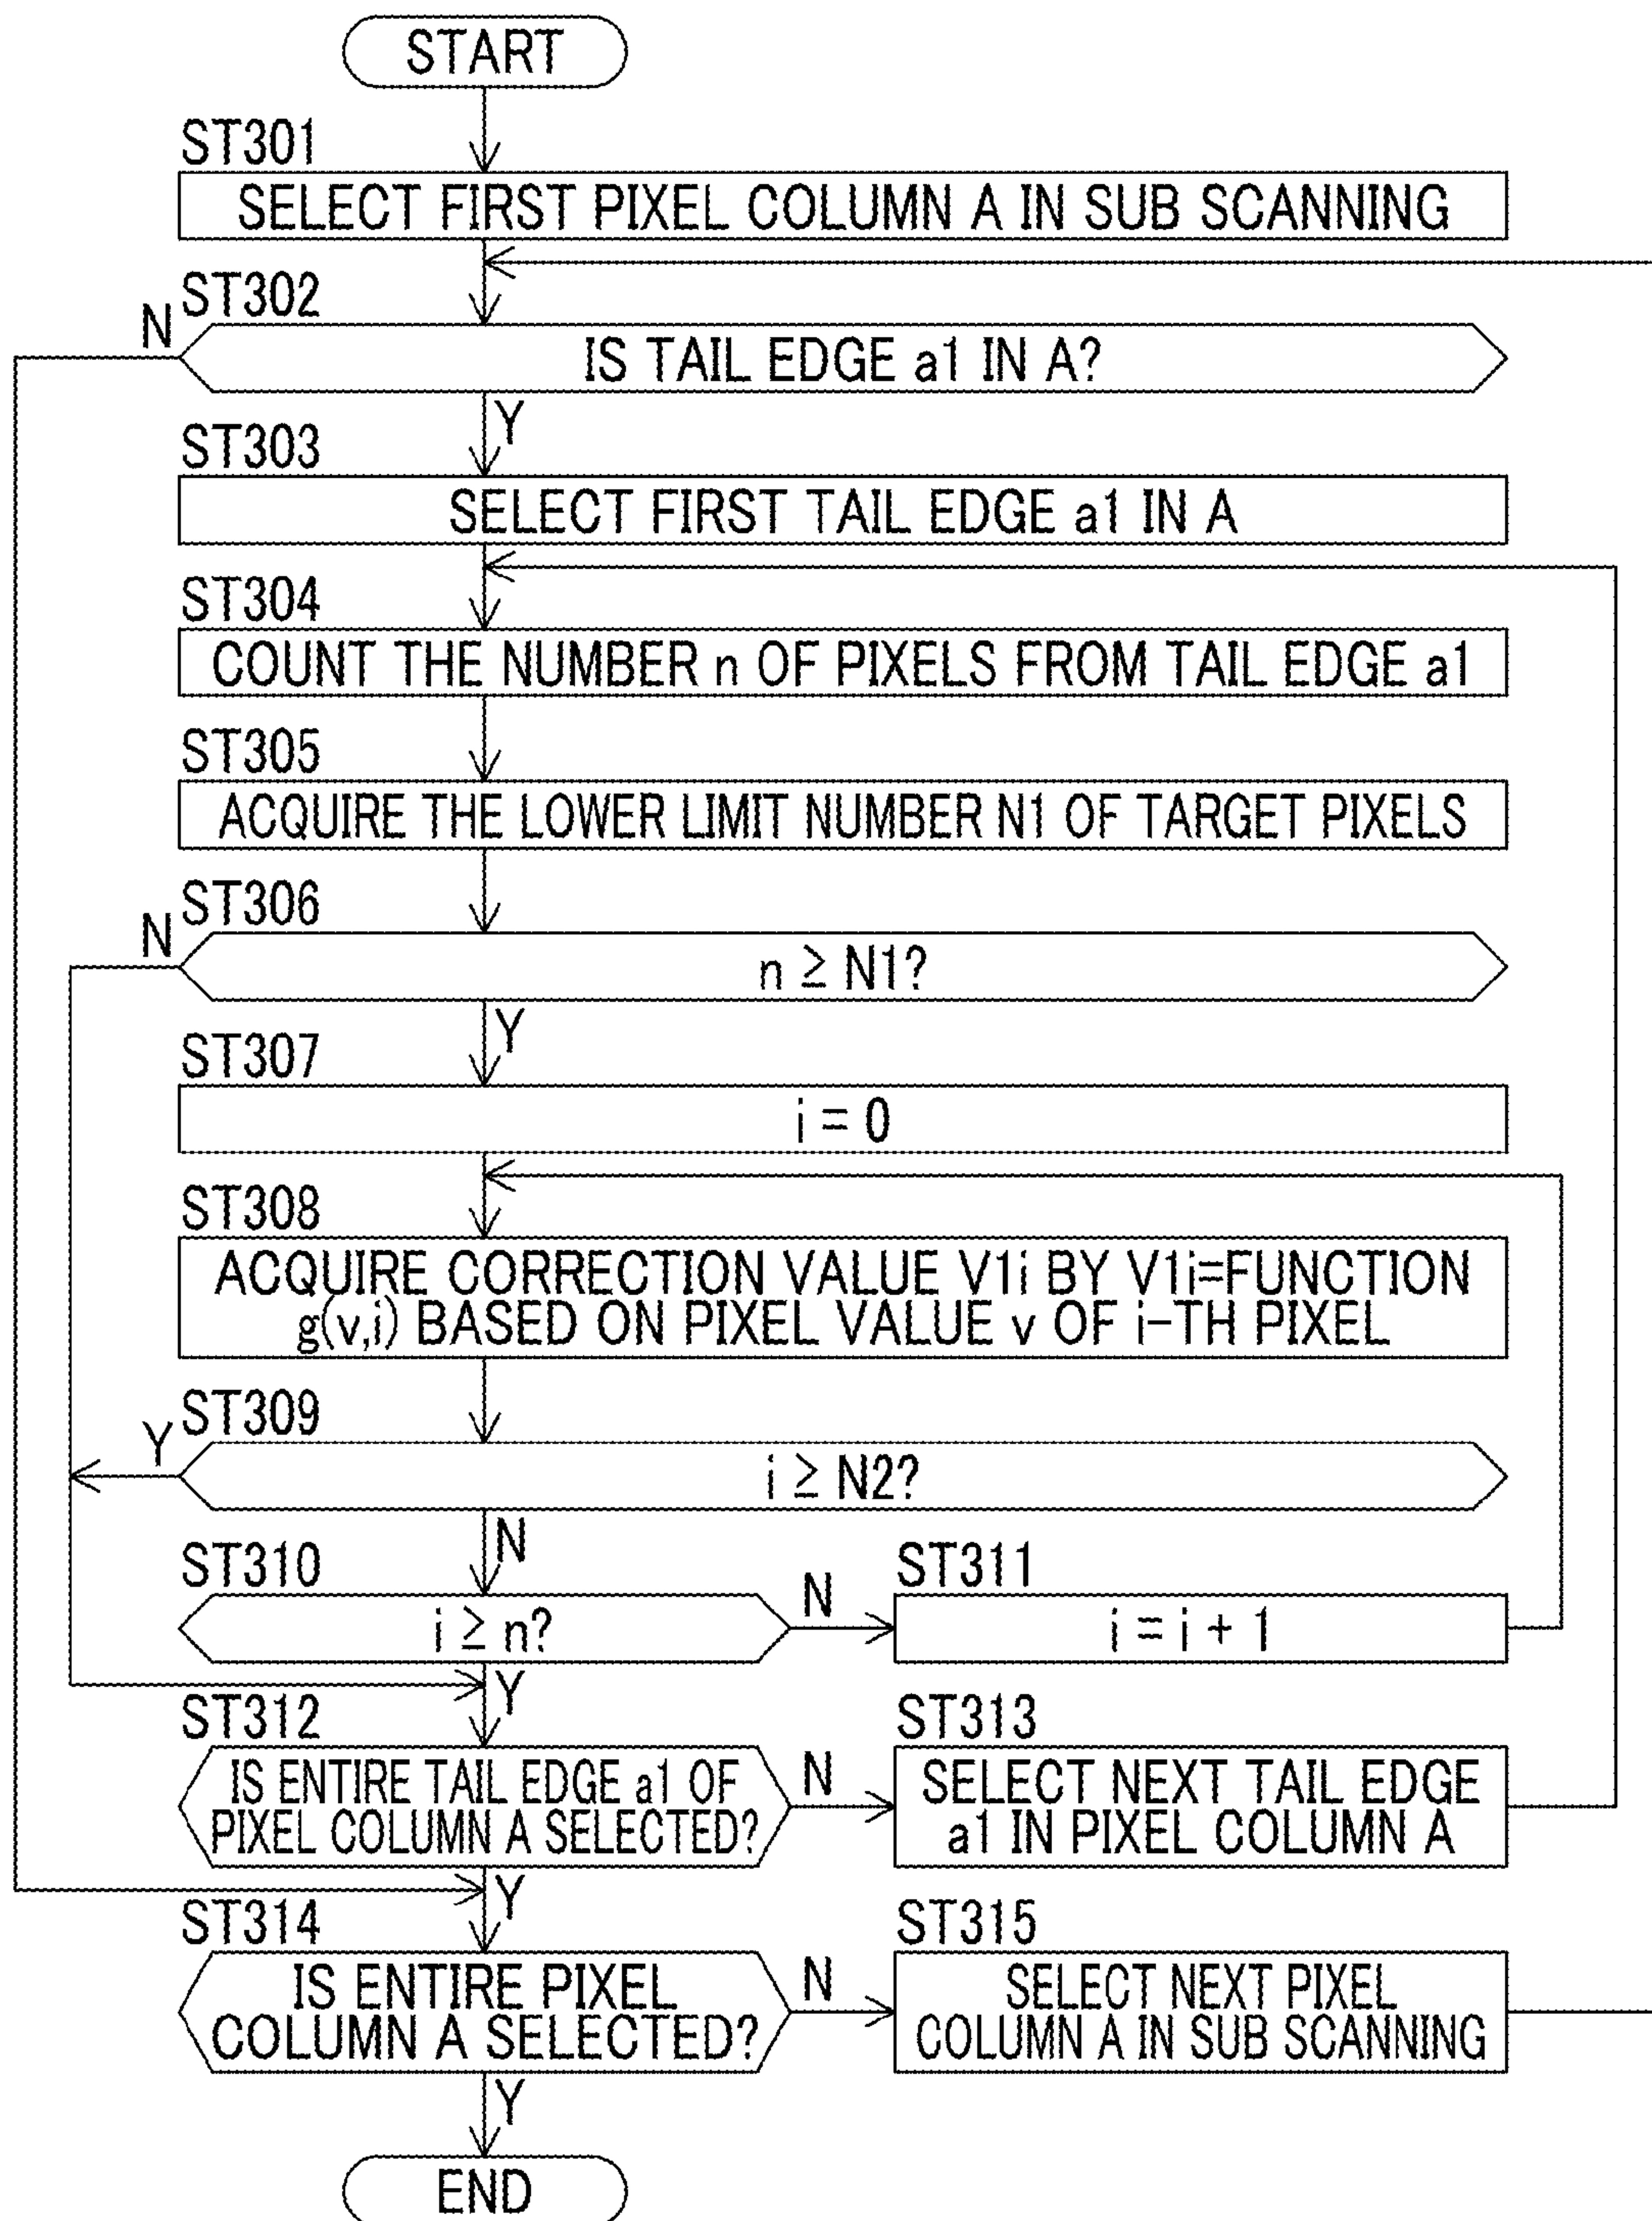 START
ST301
SELECT FIRST PIXEL COLUMN A IN SUB SCANNING
ST302
N
IS TAIL EDGE a1 IN A?
Y
ST303
SELECT FIRST TAIL EDGE a1 IN A
ST304
COUNT THE NUMBER n OF PIXELS FROM TAIL EDGE a1
ST305
ACQUIRE THE LOWER LIMIT NUMBER N1 OF TARGET PIXELS
ST306
N
n ≥ N1?
Y
ST307
i = 0
ST308
ACQUIRE CORRECTION VALUE V1i BY V1i=FUNCTION
g(v,i) BASED ON PIXEL VALUE v OF i-TH PIXEL
ST309
Y
i ≥ N2?
N
ST310
i ≥ n?
N
ST311
i = i + 1
Y
ST312
IS ENTIRE TAIL EDGE a1 OF
PIXEL COLUMN A SELECTED?
N
ST313
SELECT NEXT TAIL EDGE
a1 IN PIXEL COLUMN A
Y
ST314
IS ENTIRE PIXEL
COLUMN A SELECTED?
N
ST315
SELECT NEXT PIXEL
COLUMN A IN SUB SCANNING
Y
END